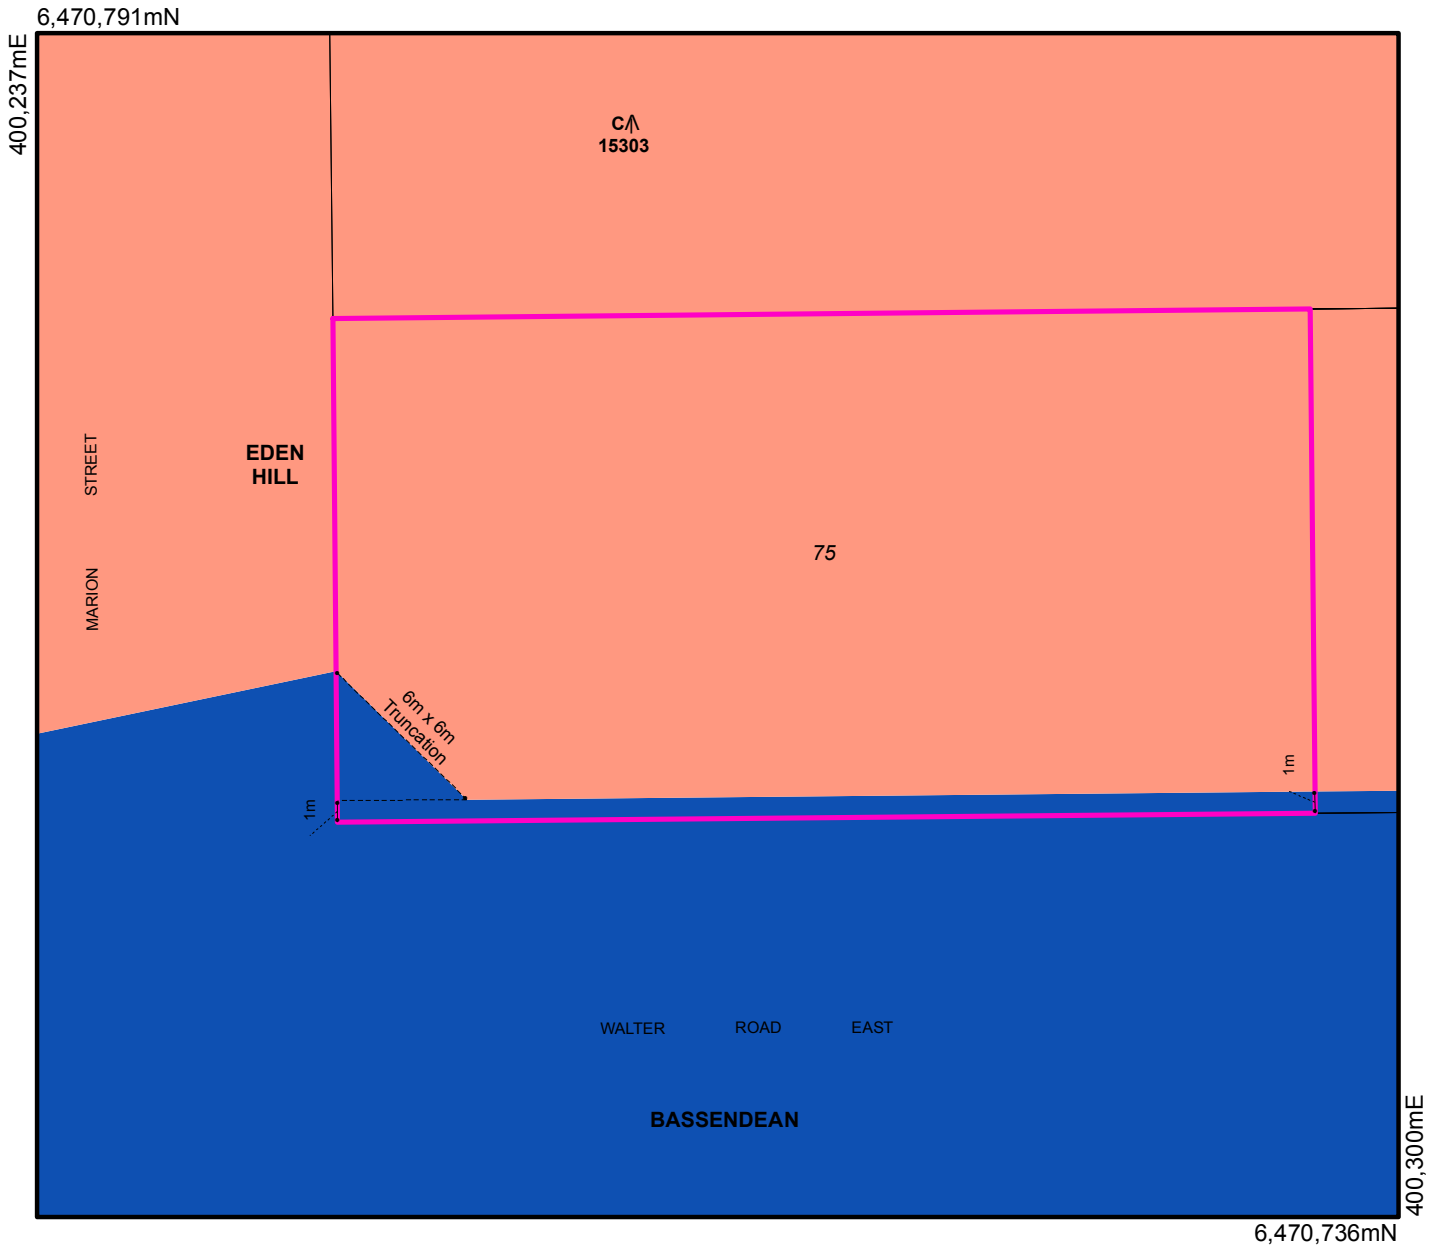 6,470,791mN
400,237mE
C
15303
EDEN
HILL
STREET
MARION
75
6m x 6m
Truncation
1m
1m
WALTER ROAD EAST
BASSENDEAN
400,300mE
6,470,736mN